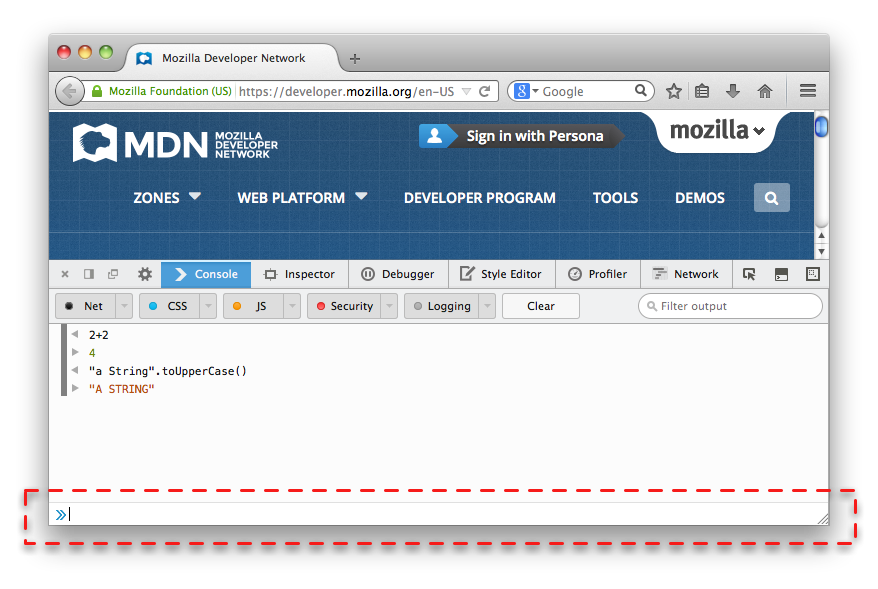 Mozilla Developer Network
Mozilla Foundation (US) https://developer.mozilla.org/en-US
Google
MDN MOZILLA DEVELOPER NETWORK
Sign in with Persona
mozilla
ZONES WEB PLATFORM DEVELOPER PROGRAM TOOLS DEMOS
Console Inspector Debugger Style Editor Profiler Network
Net CSS JS Security Logging Clear Filter output
2+2
4
"a String".toUpperCase()
"A STRING"